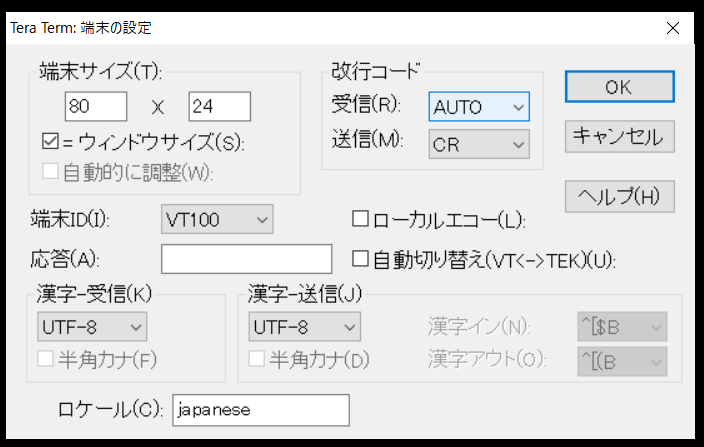 Tera Term: 端末の設定
端末サイズ(T):
80 X 24
=ウィンドウサイズ(S):
自動的に調整(W):
改行コード
受信(R): AUTO
送信(M): CR
OK
キャンセル
ヘルプ(H)
端末ID(I): VT100
ローカルエコー(L):
応答(A):
自動切り替え(VT<->TEK)(U):
漢字-受信(K)
UTF-8
半角カナ(F)
漢字-送信(J)
UTF-8
半角カナ(D)
漢字イン(N): ^[$B
漢字アウト(O): ^[(B
ロケール(C): japanese